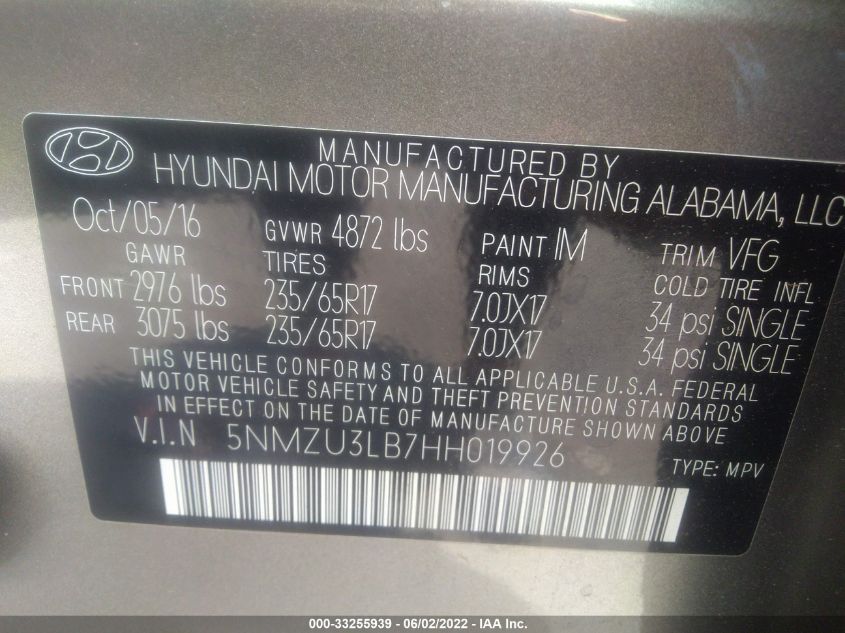 MANUFACTURED BY
HYUNDAI MOTOR MANUFACTURING ALABAMA, LLC
Oct/05/16 GVWR 4872 lbs PAINT IM TRIM VFG
GAWR TIRES RIMS COLD TIRE INFL
FRONT 2976 lbs 235/65R17 7.0JX17 34 psi SINGLE
REAR 3075 lbs 235/65R17 7.0JX17 34 psi SINGLE
THIS VEHICLE CONFORMS TO ALL APPLICABLE U.S.A. FEDERAL
MOTOR VEHICLE SAFETY AND THEFT PREVENTION STANDARDS
IN EFFECT ON THE DATE OF MANUFACTURE SHOWN ABOVE
V.I.N 5NMZU3LB7HH019926 TYPE: MPV
000-33255939 - 06/02/2022 - IAA Inc.